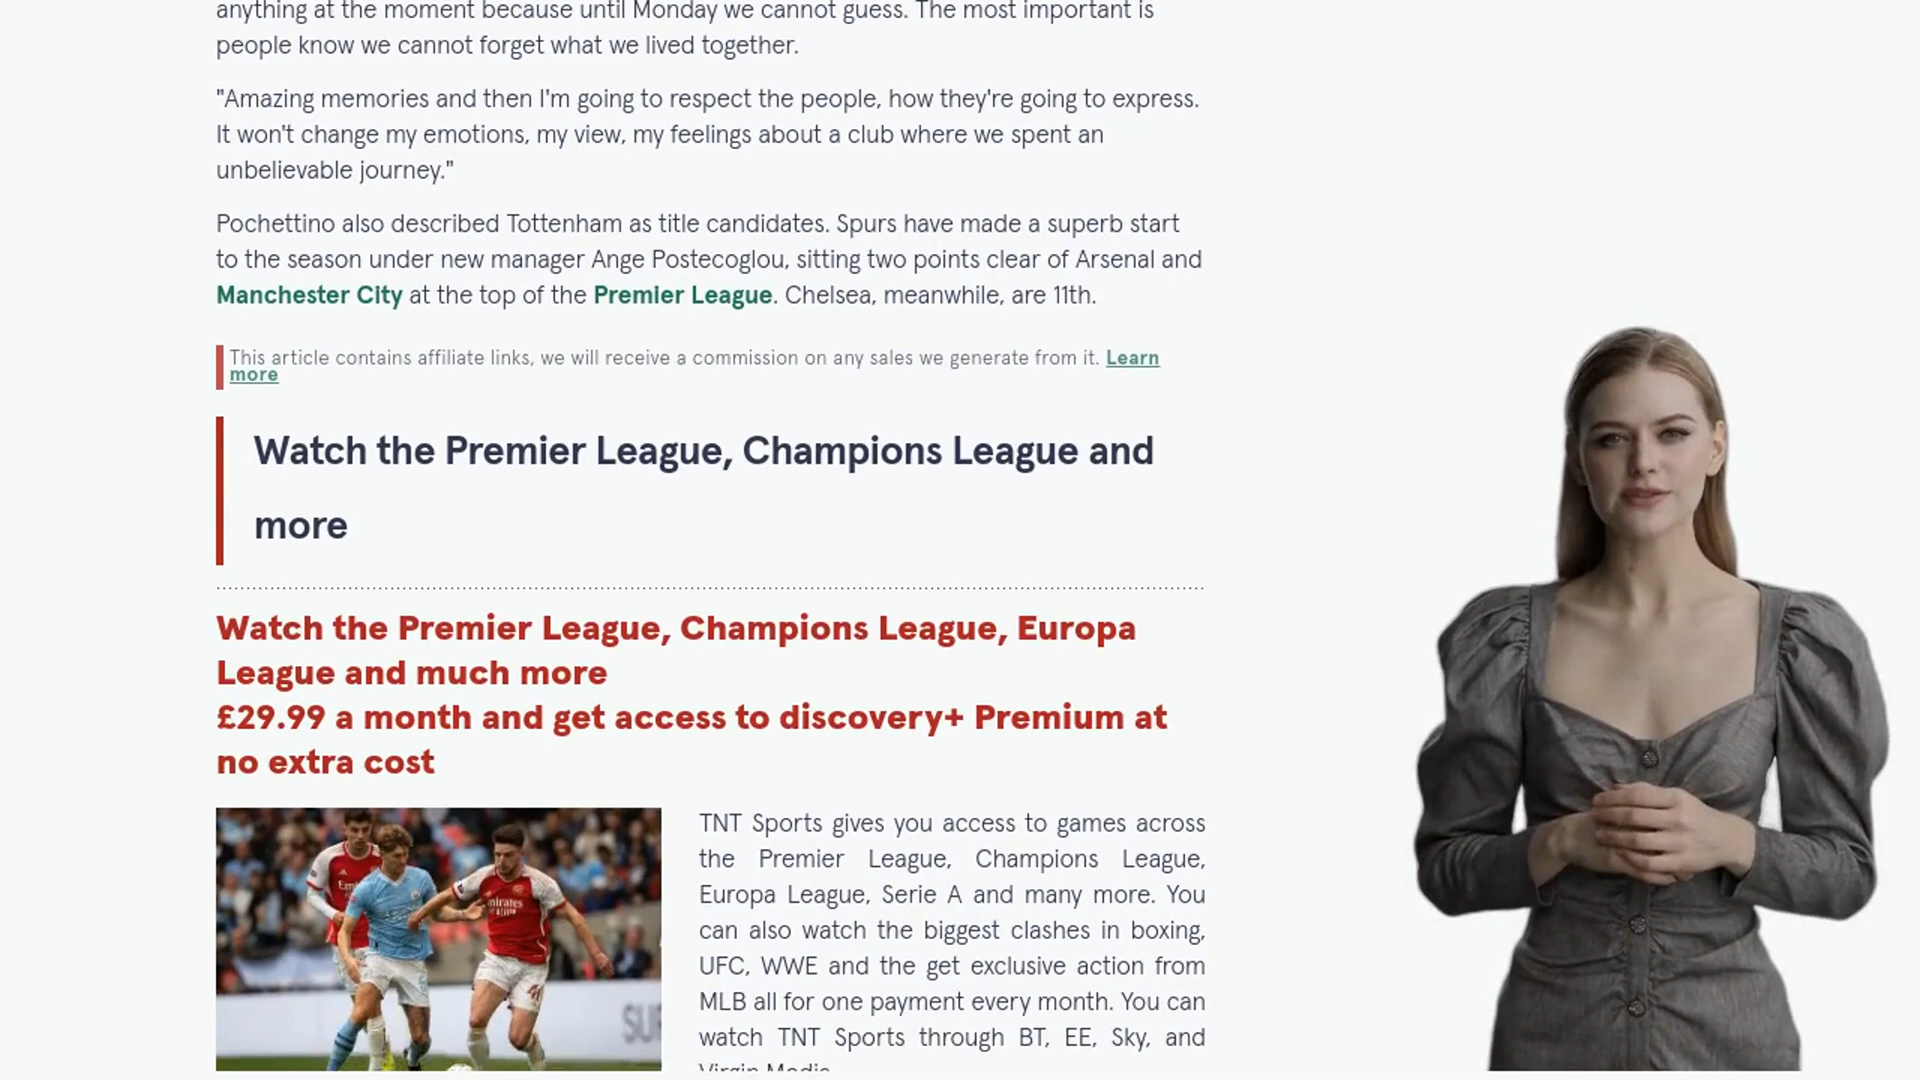 anything at the moment because until Monday we cannot guess. The most important is
people know we cannot forget what we lived together.
"Amazing memories and then I'm going to respect the people, how they're going to express.
It won't change my emotions, my view, my feelings about a club where we spent an
unbelievable journey."
Pochettino also described Tottenham as title candidates. Spurs have made a superb start
to the season under new manager Ange Postecoglou, sitting two points clear of Arsenal and
Manchester City at the top of the Premier League. Chelsea, meanwhile, are 11th.
This article contains affiliate links, we will receive a commission on any sales we generate from it. Learn
more
Watch the Premier League, Champions League and
more
Watch the Premier League, Champions League, Europa
League and much more
£29.99 a month and get access to discovery+ Premium at
no extra cost
TNT Sports gives you access to games across
the Premier League, Champions League,
Europa League, Serie A and many more. You
can also watch the biggest clashes in boxing,
UFC, WWE and the get exclusive action from
MLB all for one payment every month. You can
watch TNT Sports through BT, EE, Sky, and
Virgin Media